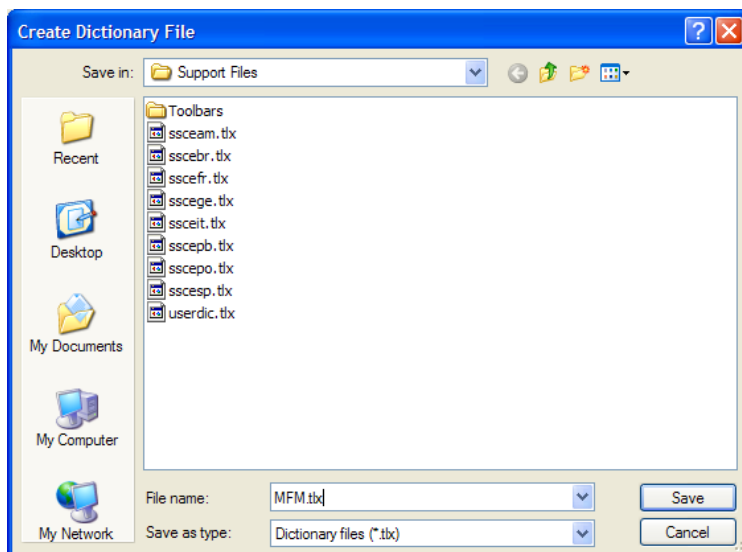 Create Dictionary File
Save in: Support Files
Recent
Desktop
My Documents
My Computer
My Network
Toolbars
ssceam.tlx
sscebr.tlx
sscefr.tlx
sscege.tlx
ssceit.tlx
sscepb.tlx
sscepo.tlx
sscesp.tlx
userdic.tlx
File name: MFM.tlx Save
Save as type: Dictionary files (*.tlx) Cancel